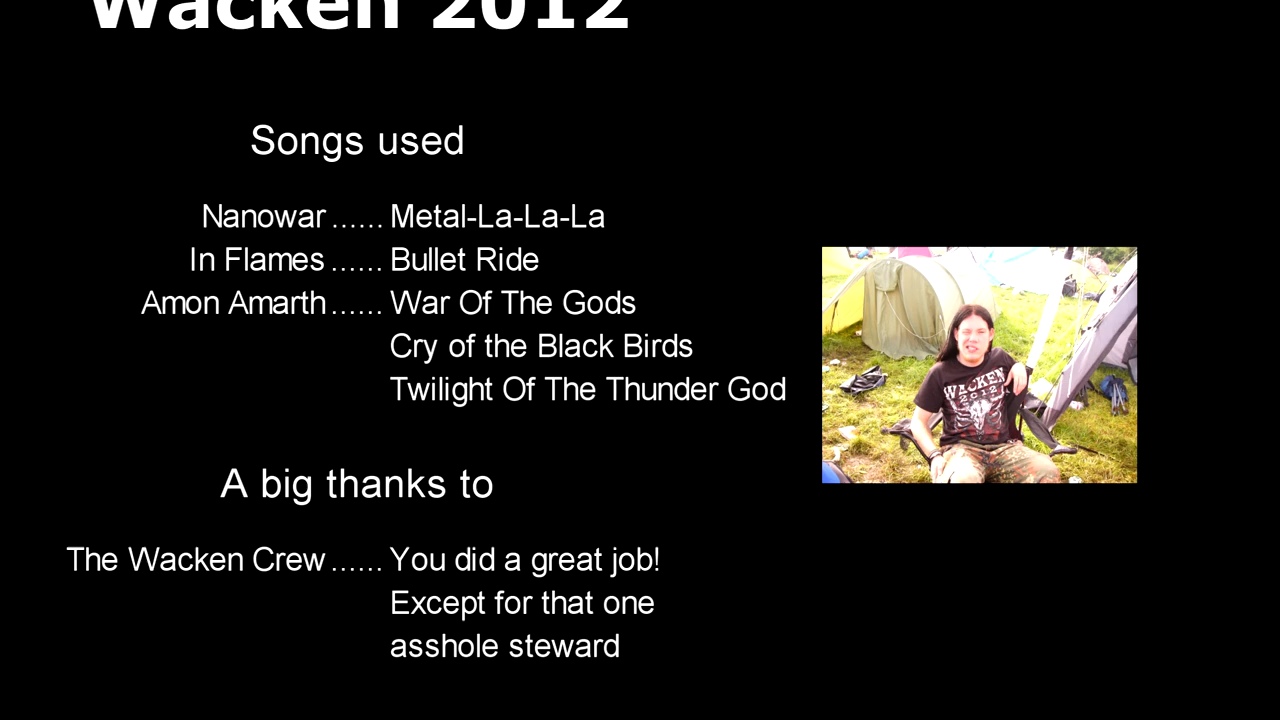 Wacken 2012
Songs used
Nanowar ...... Metal-La-La-La
In Flames ...... Bullet Ride
Amon Amarth ...... War Of The Gods
Cry of the Black Birds
Twilight Of The Thunder God
WACKEN
2012
A big thanks to
The Wacken Crew ...... You did a great job!
Except for that one
asshole steward